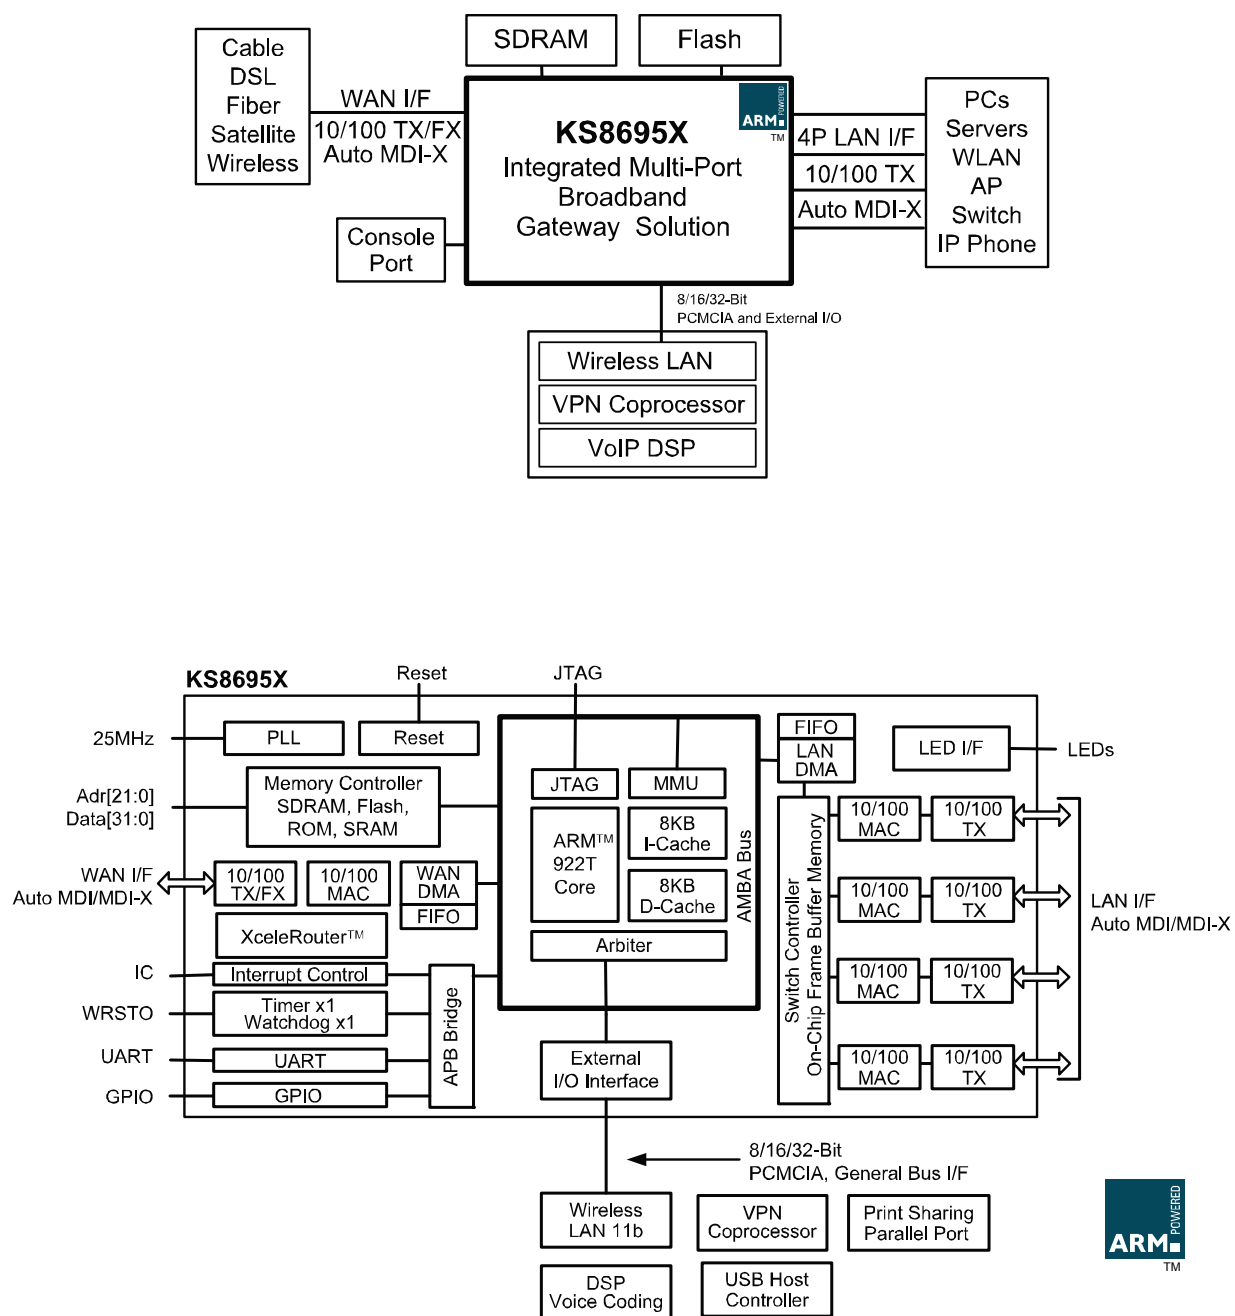 SDRAM
Flash
Cable
DSL
Fiber
Satellite
Wireless
WAN I/F
10/100 TX/FX
Auto MDI-X
Console
Port
KS8695X
Integrated Multi-Port
Broadband
Gateway Solution
ARM
POWERED
TM
4P LAN I/F
10/100 TX
Auto MDI-X
PCs
Servers
WLAN
AP
Switch
IP Phone
8/16/32-Bit
PCMCIA and External I/O
Wireless LAN
VPN Coprocessor
VoIP DSP
KS8695X
Reset
JTAG
25MHz
PLL
Reset
Adr[21:0]
Data[31:0]
Memory Controller
SDRAM, Flash,
ROM, SRAM
WAN I/F
Auto MDI/MDI-X
10/100
TX/FX
10/100
MAC
WAN
DMA
FIFO
XceleRouter™
IC
Interrupt Control
WRSTO
Timer x1
Watchdog x1
UART
UART
GPIO
GPIO
APB Bridge
JTAG
MMU
ARM™
922T
Core
8KB
I-Cache
8KB
D-Cache
Arbiter
AMBA Bus
External
I/O Interface
FIFO
LAN
DMA
LED I/F
LEDs
Switch Controller
On-Chip Frame Buffer Memory
10/100
MAC
10/100
TX
10/100
MAC
10/100
TX
10/100
MAC
10/100
TX
10/100
MAC
10/100
TX
LAN I/F
Auto MDI/MDI-X
8/16/32-Bit
PCMCIA, General Bus I/F
Wireless
LAN 11b
VPN
Coprocessor
Print Sharing
Parallel Port
DSP
Voice Coding
USB Host
Controller
ARM
POWERED
TM